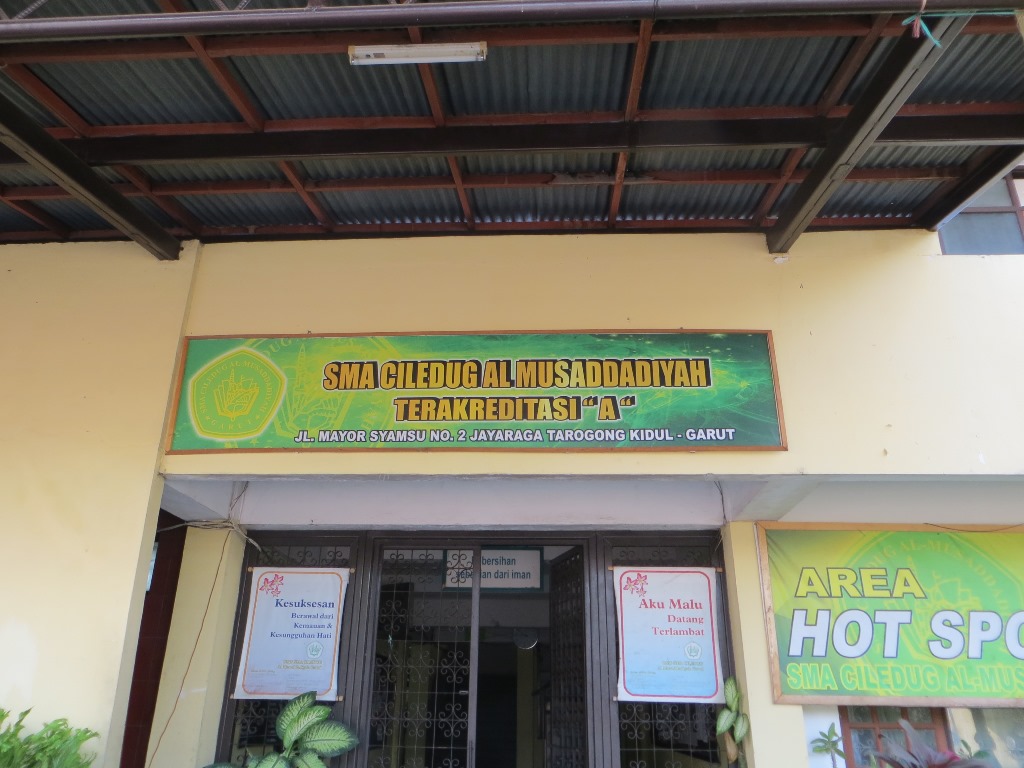 SMA CILEDUG AL MUSADDADIYAH
TERAKREDITASI “A“
JL. MAYOR SYAMSU NO. 2 JAYARAGA TAROGONG KIDUL - GARUT
bersihan
dari iman
Kesuksesan
Berawal dari
Kemauan &
Kesungguhan Hati
Aku Malu
Datang
Terlambat
AREA
HOT SPO
SMA CILEDUG AL-MUS